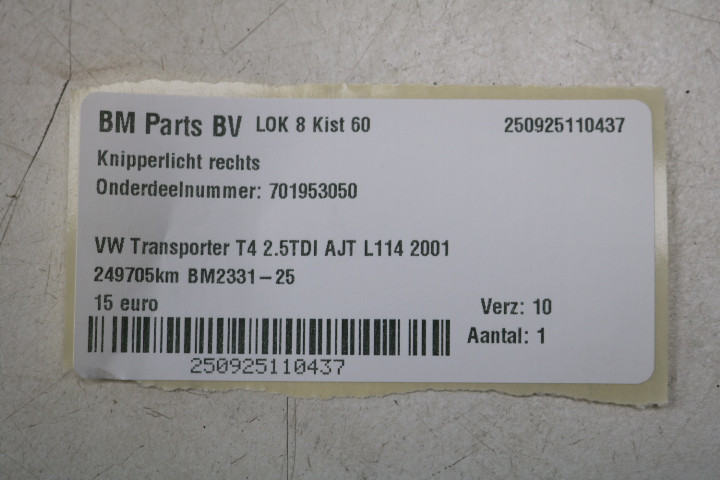 BM Parts BV LOK 8 Kist 60 250925110437
Knipperlicht rechts
Onderdeelnummer: 701953050
VW Transporter T4 2.5TDI AJT L114 2001
249705km BM2331-25
15 euro Verz: 10
Aantal: 1
250925110437